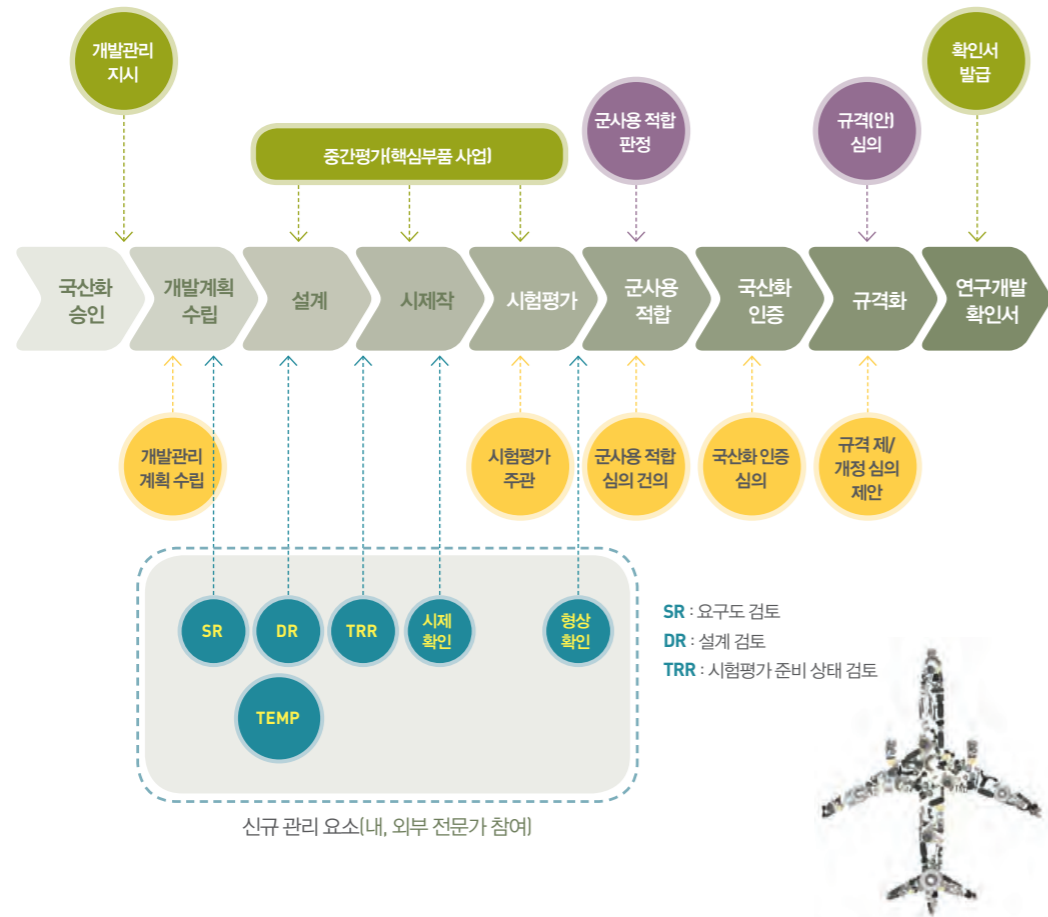 개발관리
지시
확인서
발급
군사용 적합
판정
규격(안)
심의
중간평가(핵심부품 사업)
국산화
승인
개발계획
수립
설계
시제작
시험평가
군사용
적합
국산화
인증
규격화
연구개발
확인서
개발관리
계획 수립
시험평가
주관
군사용 적합
심의 건의
국산화 인증
심의
규격 제/
개정 심의
제안
SR
DR
TRR
시제
확인
형상
확인
TEMP
SR : 요구도 검토
DR : 설계 검토
TRR : 시험평가 준비 상태 검토
신규 관리 요소(내, 외부 전문가 참여)